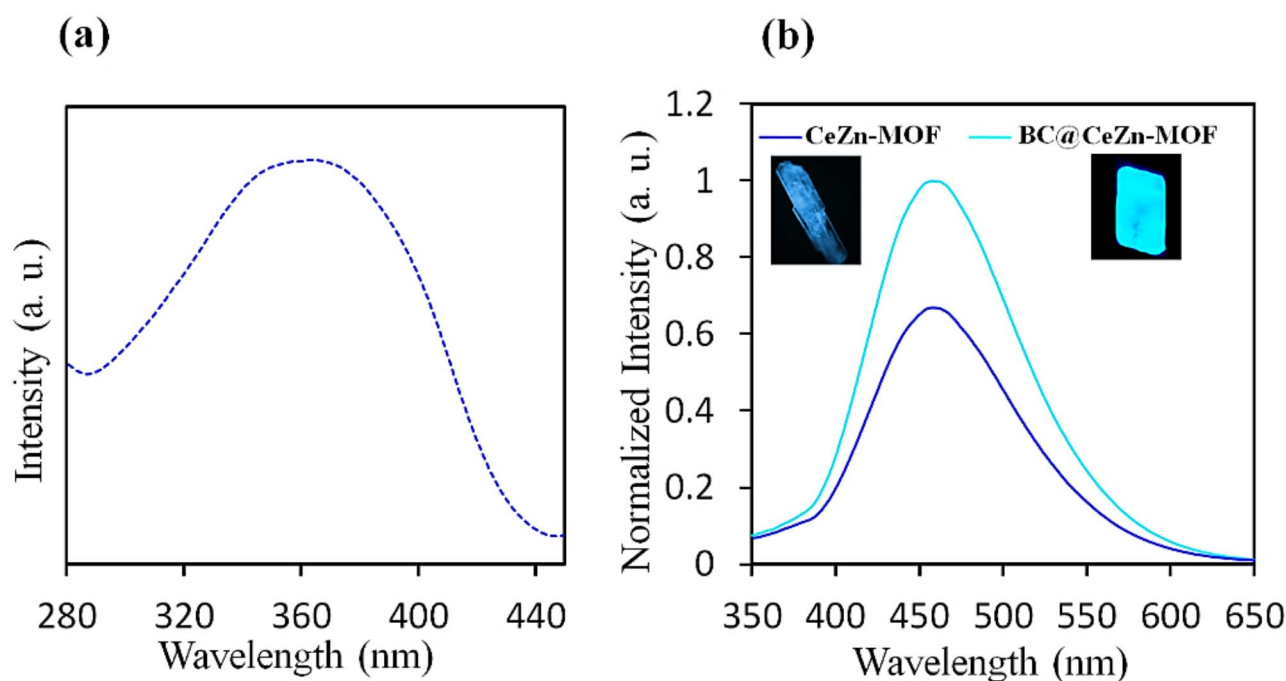 (a)
Intensity (a. u.)
280 320 360 400 440
Wavelength (nm)
(b)
Normalized Intensity (a. u.)
1.2
1
0.8
0.6
0.4
0.2
0
CeZn-MOF BC@CeZn-MOF
350 400 450 500 550 600 650
Wavelength (nm)